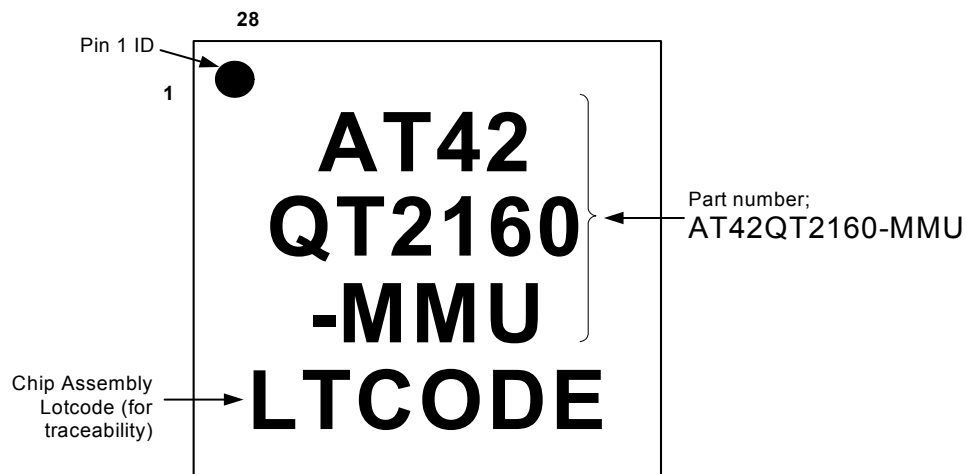 28
Pin 1 ID
1
AT42
QT2160
-MMU
LTCODE
Part number;
AT42QT2160-MMU
Chip Assembly
Lotcode (for
traceability)